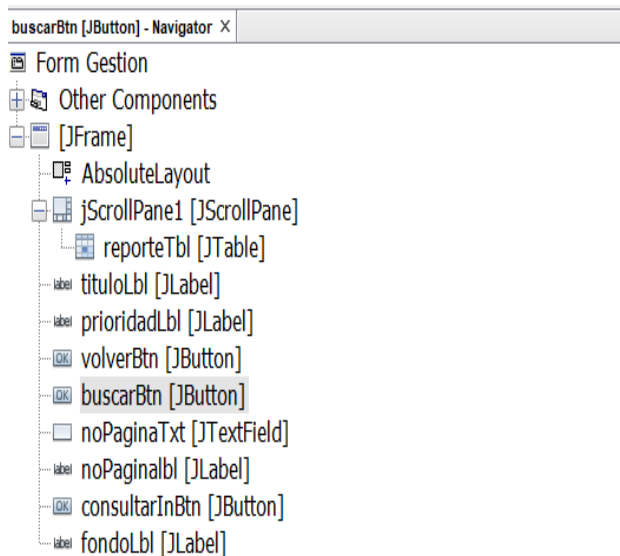 buscarBtn [JButton] - Navigator X
Form Gestion
Other Components
[JFrame]
AbsoluteLayout
jScrollPane1 [JScrollPane]
reporteTbl [JTable]
label tituloLbl [JLabel]
label prioridadLbl [JLabel]
OK volverBtn [JButton]
OK buscarBtn [JButton]
noPaginaTxt [JTextField]
label noPaginalbl [JLabel]
OK consultarInBtn [JButton]
label fondoLbl [JLabel]